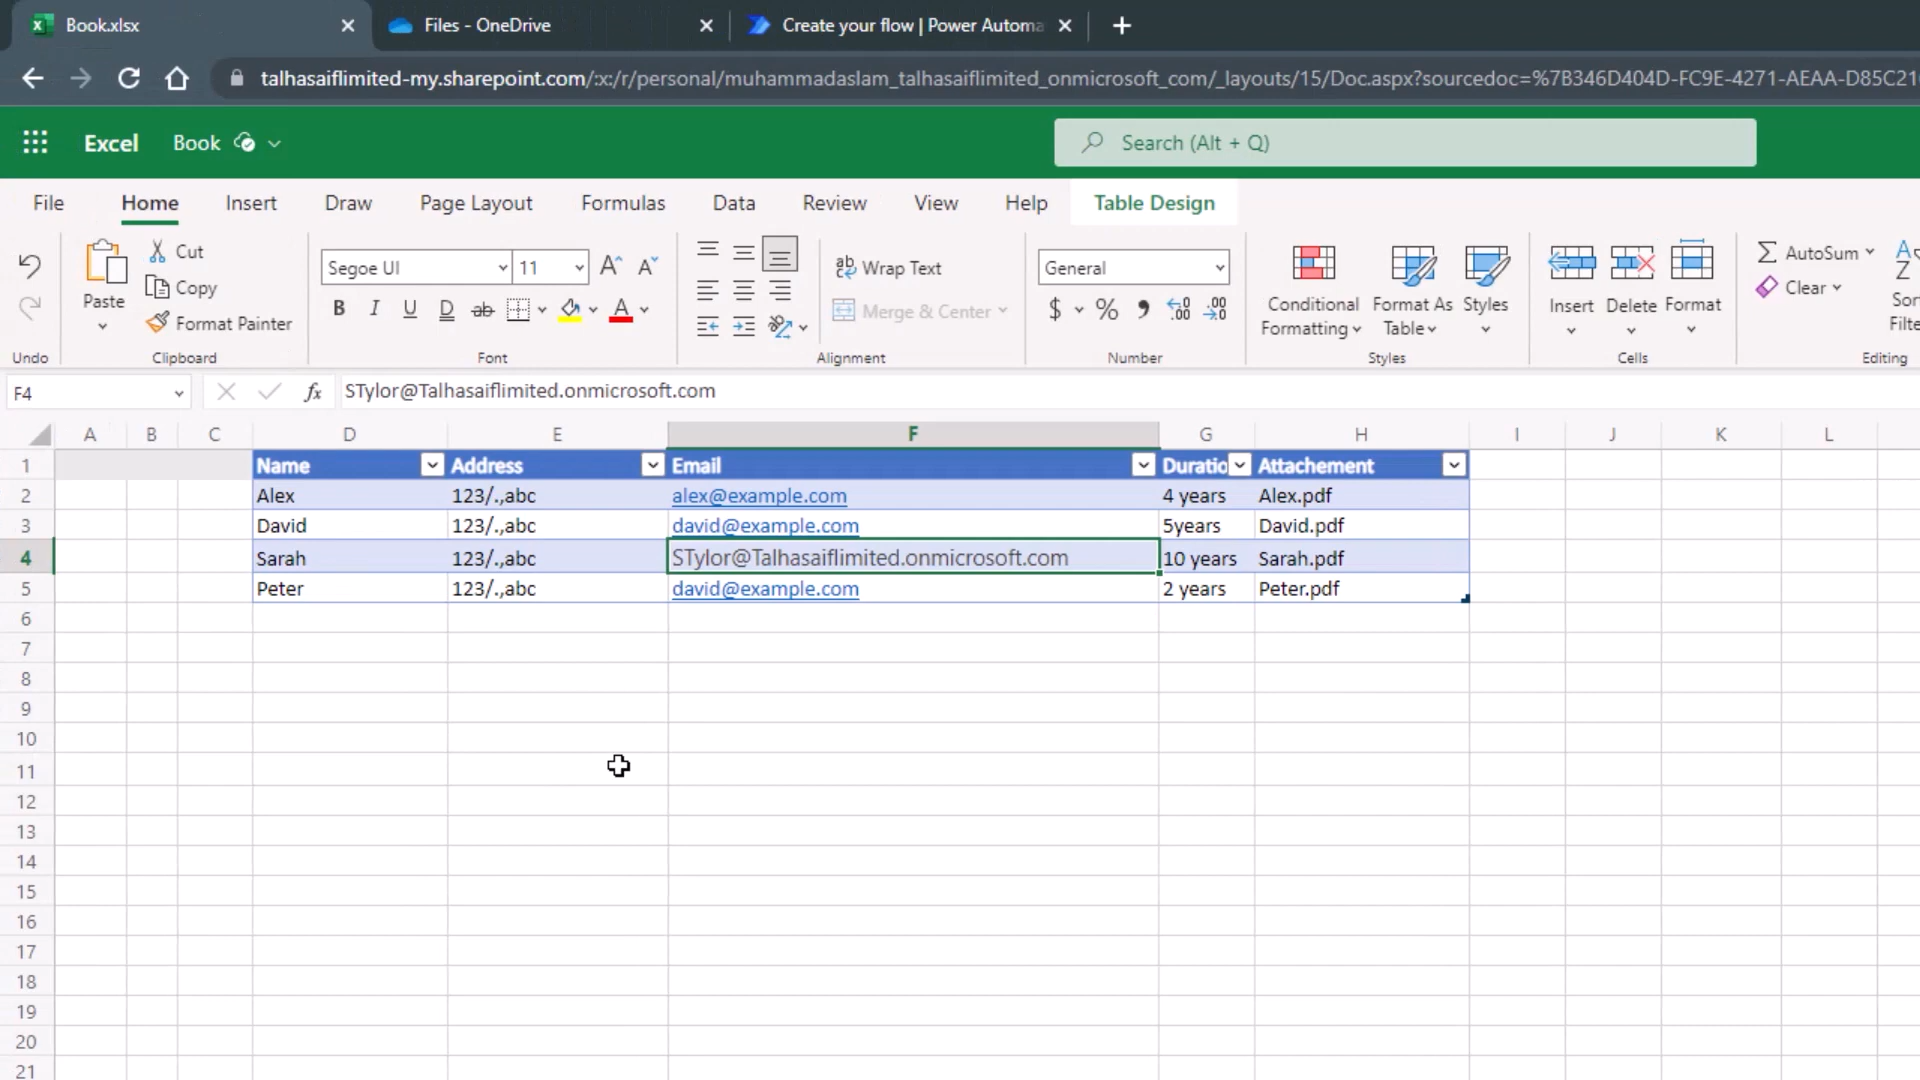 Book.xlsx
Files - OneDrive
Create your flow | Power Automa
talhasaiflimited-my.sharepoint.com/:x:/r/personal/muhammadaslam_talhasaiflimited_onmicrosoft_com/_layouts/15/Doc.aspx?sourcedoc=%7B346D404D-FC9E-4271-AEAA-D85C21
Excel Book Search (Alt + Q)
File Home Insert Draw Page Layout Formulas Data Review View Help Table Design
Paste Cut Copy Format Painter
Segoe UI 11
B I U D ab A
ab Wrap Text
Merge & Center
General
$ % , .00 .00
Conditional Formatting Format As Table Styles
Insert Delete Format
AutoSum
Clear
Undo Clipboard Font Alignment Number Styles Cells Editing
F4 fx STylor@Talhasaiflimited.onmicrosoft.com
A B C D E F G H I J K L
1 Name Address Email Duratio Attachement
2 Alex 123/.,abc alex@example.com 4 years Alex.pdf
3 David 123/.,abc david@example.com 5years David.pdf
4 Sarah 123/.,abc STylor@Talhasaiflimited.onmicrosoft.com 10 years Sarah.pdf
5 Peter 123/.,abc david@example.com 2 years Peter.pdf
6
7
8
9
10
11
12
13
14
15
16
17
18
19
20
21